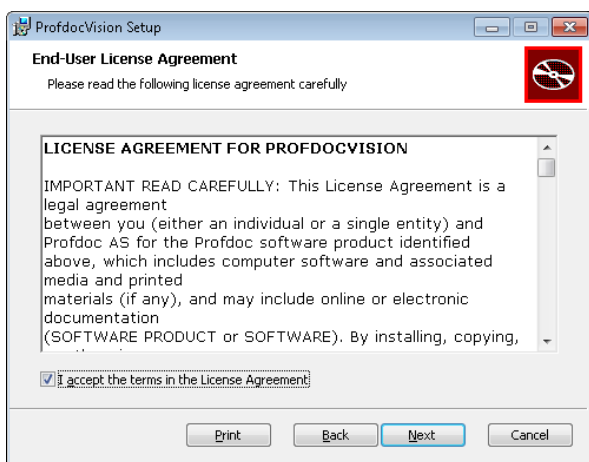 ProfdocVision Setup
End-User License Agreement
Please read the following license agreement carefully
LICENSE AGREEMENT FOR PROFDOCVISION
IMPORTANT READ CAREFULLY: This License Agreement is a
legal agreement
between you (either an individual or a single entity) and
Profdoc AS for the Profdoc software product identified
above, which includes computer software and associated
media and printed
materials (if any), and may include online or electronic
documentation
(SOFTWARE PRODUCT or SOFTWARE). By installing, copying,
I accept the terms in the License Agreement
Print Back Next Cancel